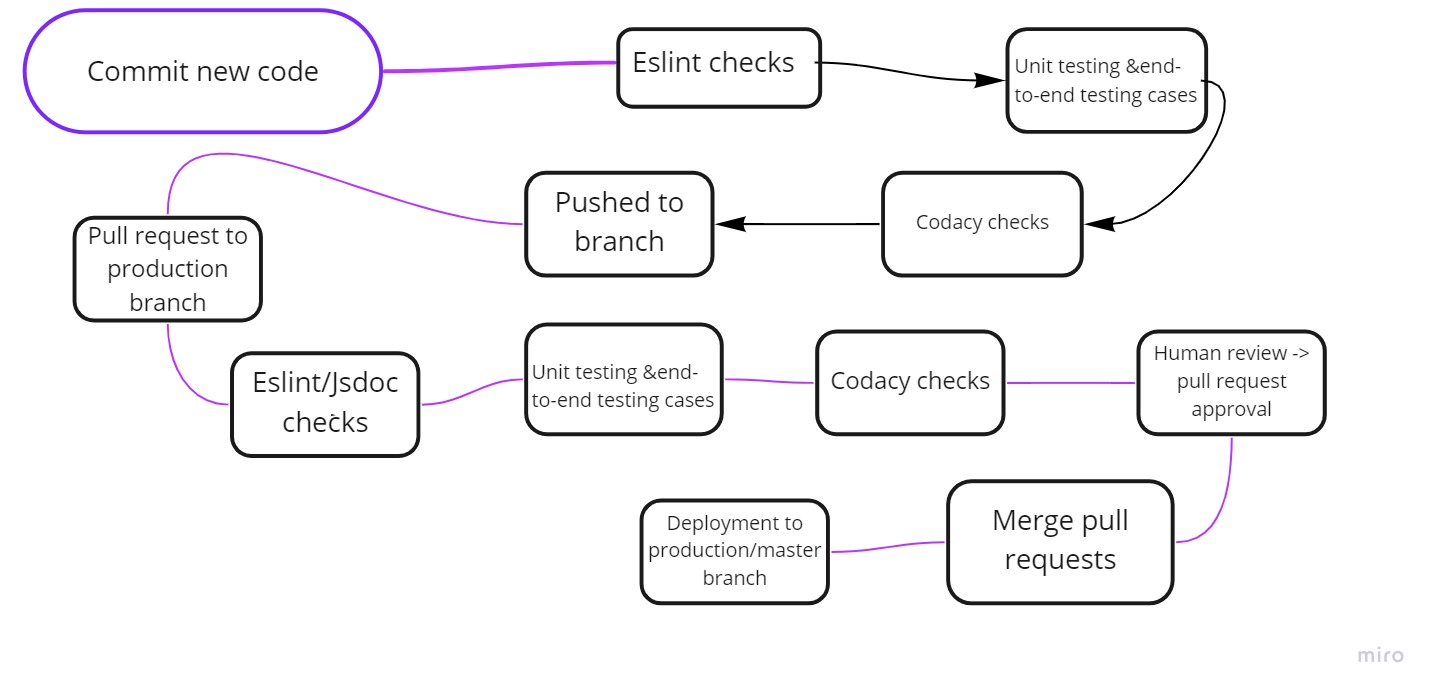 Commit new code
Eslint checks
Unit testing &end-
to-end testing cases
Codacy checks
Pushed to
branch
Pull request to
production
branch
Eslint/Jsdoc
checks
Unit testing &end-
to-end testing cases
Codacy checks
Human review ->
pull request
approval
Merge pull
requests
Deployment to
production/master
branch
miro